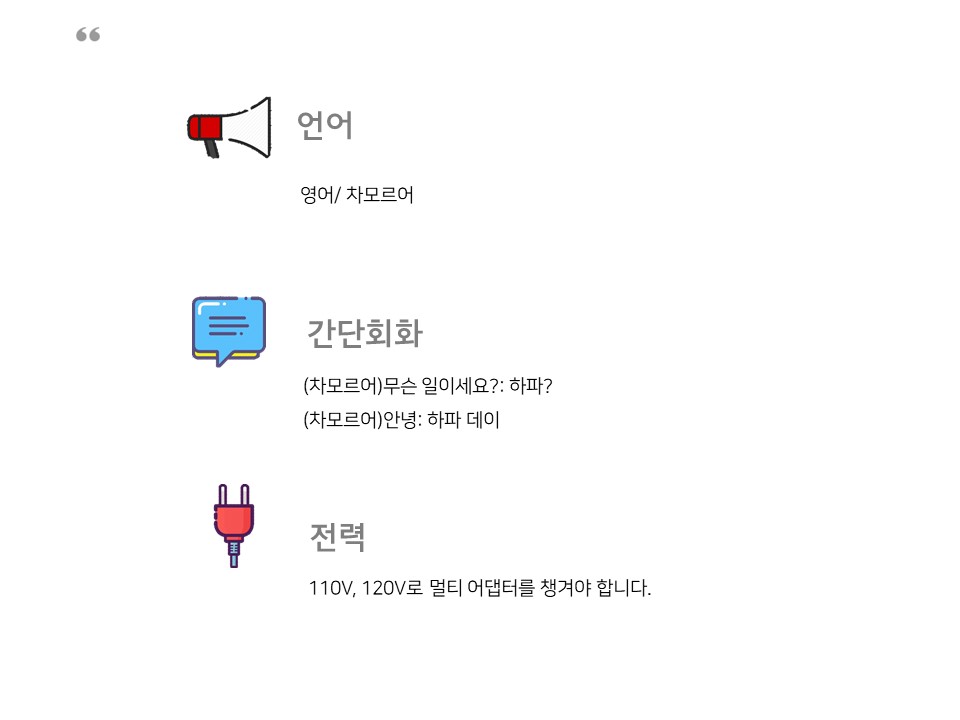 “
언어
영어/ 차모르어
간단회화
(차모르어)무슨 일이세요?: 하파?
(차모르어)안녕: 하파 데이
전력
110V, 120V로 멀티 어댑터를 챙겨야 합니다.